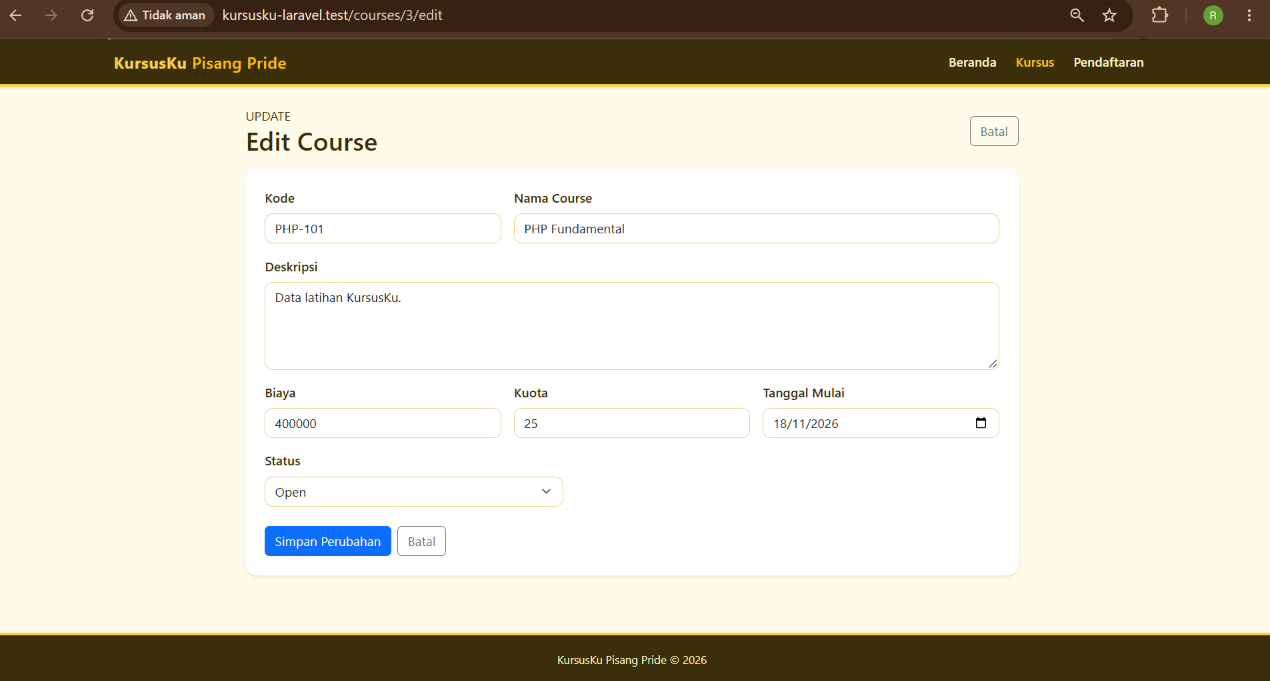 Tidak aman kursusku-laravel.test/courses/3/edit R
KursusKu Pisang Pride Beranda Kursus Pendaftaran
UPDATE
Edit Course Batal
Kode Nama Course
PHP-101 PHP Fundamental
Deskripsi
Data latihan KursusKu.
Biaya Kuota Tanggal Mulai
400000 25 18/11/2026
Status
Open
Simpan Perubahan Batal
KursusKu Pisang Pride © 2026